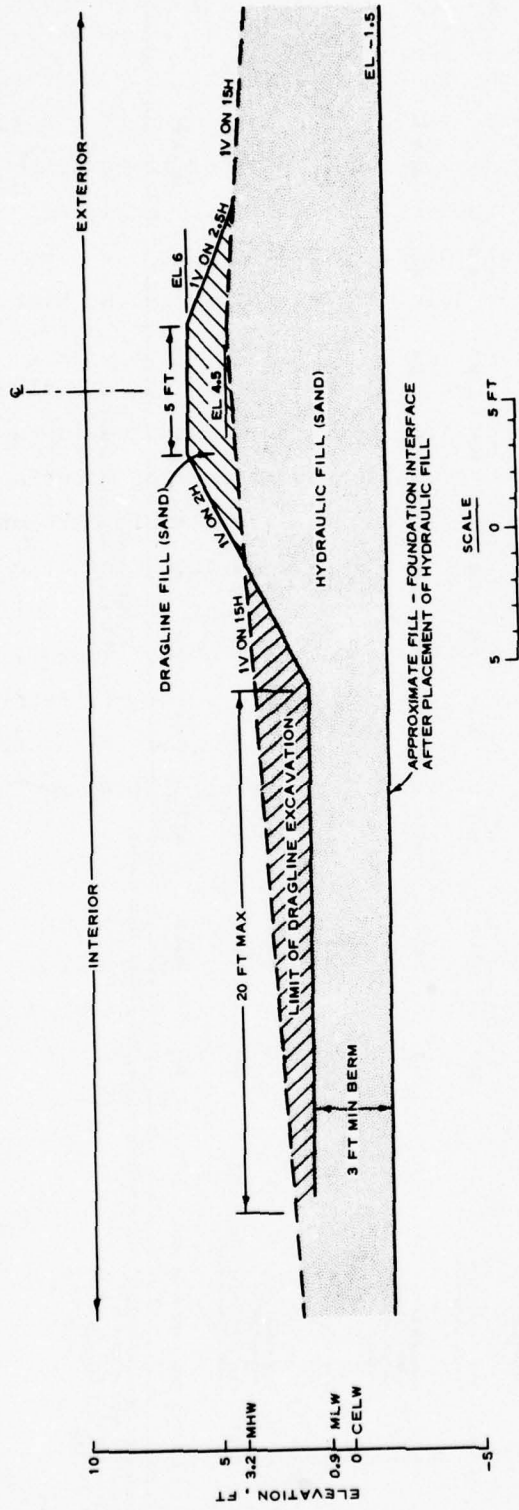 INTERIOR
EXTERIOR
℄
DRAGLINE FILL (SAND)
5 FT
EL 6
1V ON 2H
EL 4.5
1V ON 2.5H
1V ON 15H
1V ON 15H
20 FT MAX
LIMIT OF DRAGLINE EXCAVATION
HYDRAULIC FILL (SAND)
3 FT MIN BERM
EL -1.5
APPROXIMATE FILL - FOUNDATION INTERFACE
AFTER PLACEMENT OF HYDRAULIC FILL
SCALE
5 0 5 FT
ELEVATION, FT
10
5
3.2 MHW
0.9 MLW
0 CELW
-5